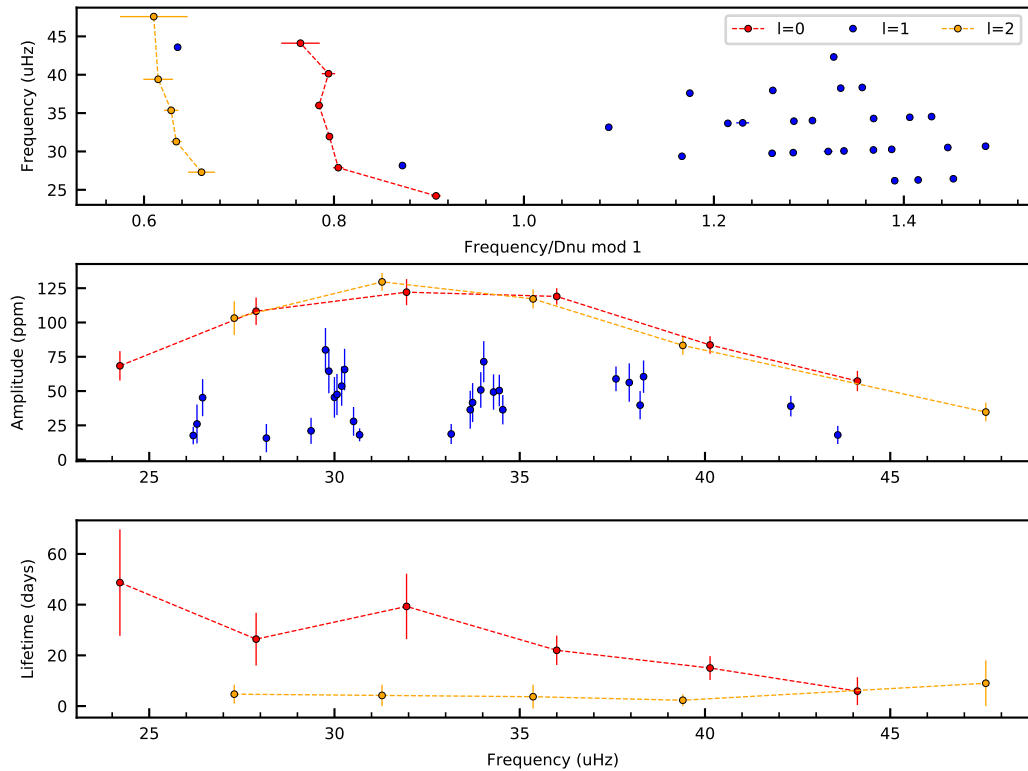 l=0 l=1 l=2
Frequency (uHz)
45
40
35
30
25
0.6 0.8 1.0 1.2 1.4
Frequency/Dnu mod 1
Amplitude (ppm)
125
100
75
50
25
0
25 30 35 40 45
Lifetime (days)
60
40
20
0
25 30 35 40 45
Frequency (uHz)